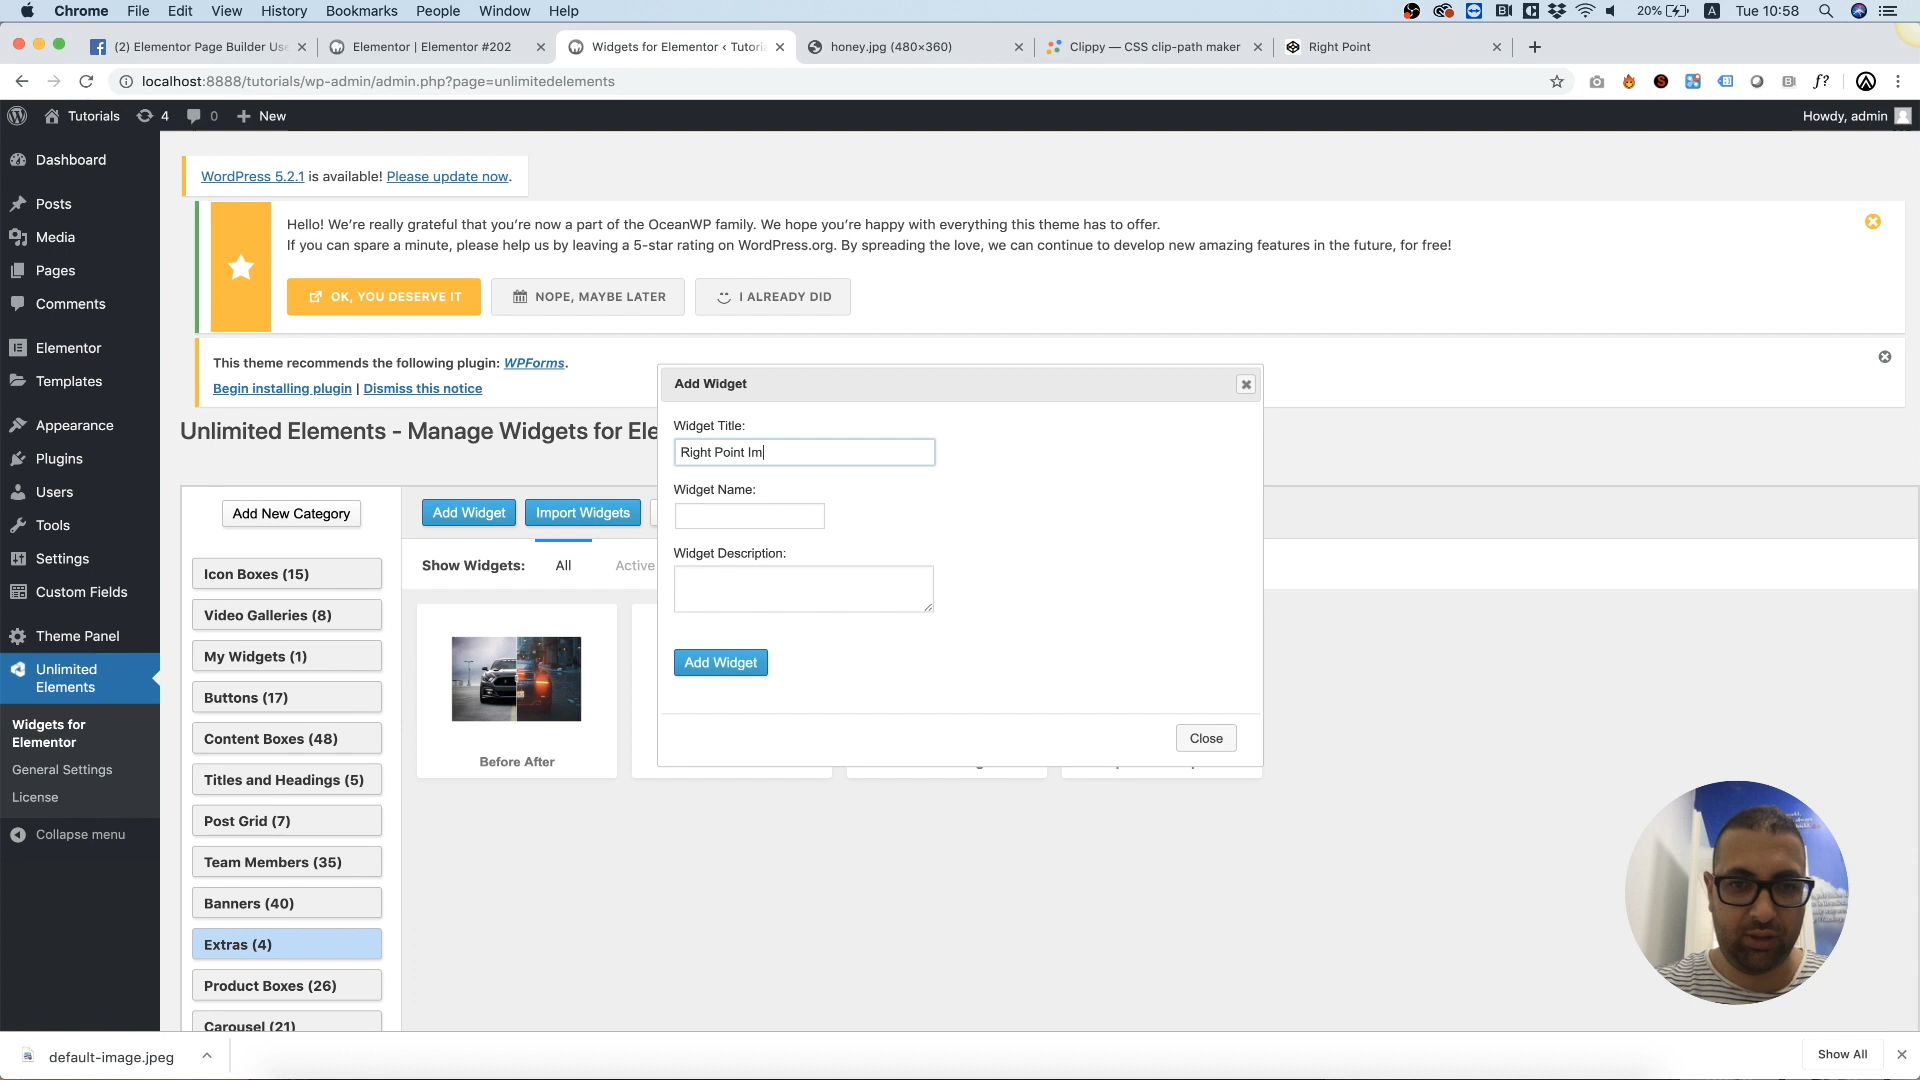 Chrome File Edit View History Bookmarks People Window Help 20% A Tue 10:58
(2) Elementor Page Builder Use
Elementor | Elementor #202
Widgets for Elementor ‹ Tutoria
honey.jpg (480×360)
Clippy — CSS clip-path maker
Right Point
localhost:8888/tutorials/wp-admin/admin.php?page=unlimitedelements
Tutorials 4 0 New Howdy, admin
Dashboard
Posts
Media
Pages
Comments
Elementor
Templates
Appearance
Plugins
Users
Tools
Settings
Custom Fields
Theme Panel
Unlimited
Elements
Widgets for
Elementor
General Settings
License
Collapse menu
WordPress 5.2.1 is available! Please update now.
Hello! We're really grateful that you're now a part of the OceanWP family. We hope you're happy with everything this theme has to offer.
If you can spare a minute, please help us by leaving a 5-star rating on WordPress.org. By spreading the love, we can continue to develop new amazing features in the future, for free!
OK, YOU DESERVE IT NOPE, MAYBE LATER I ALREADY DID
This theme recommends the following plugin: WPForms.
Begin installing plugin | Dismiss this notice
Unlimited Elements - Manage Widgets for Ele
Add New Category
Icon Boxes (15)
Video Galleries (8)
My Widgets (1)
Buttons (17)
Content Boxes (48)
Titles and Headings (5)
Post Grid (7)
Team Members (35)
Banners (40)
Extras (4)
Product Boxes (26)
Carousel (21)
Add Widget Import Widgets
Show Widgets: All Active
Before After
Add Widget
Widget Title:
Right Point Im
Widget Name:
Widget Description:
Add Widget
Close
default-image.jpeg
Show All